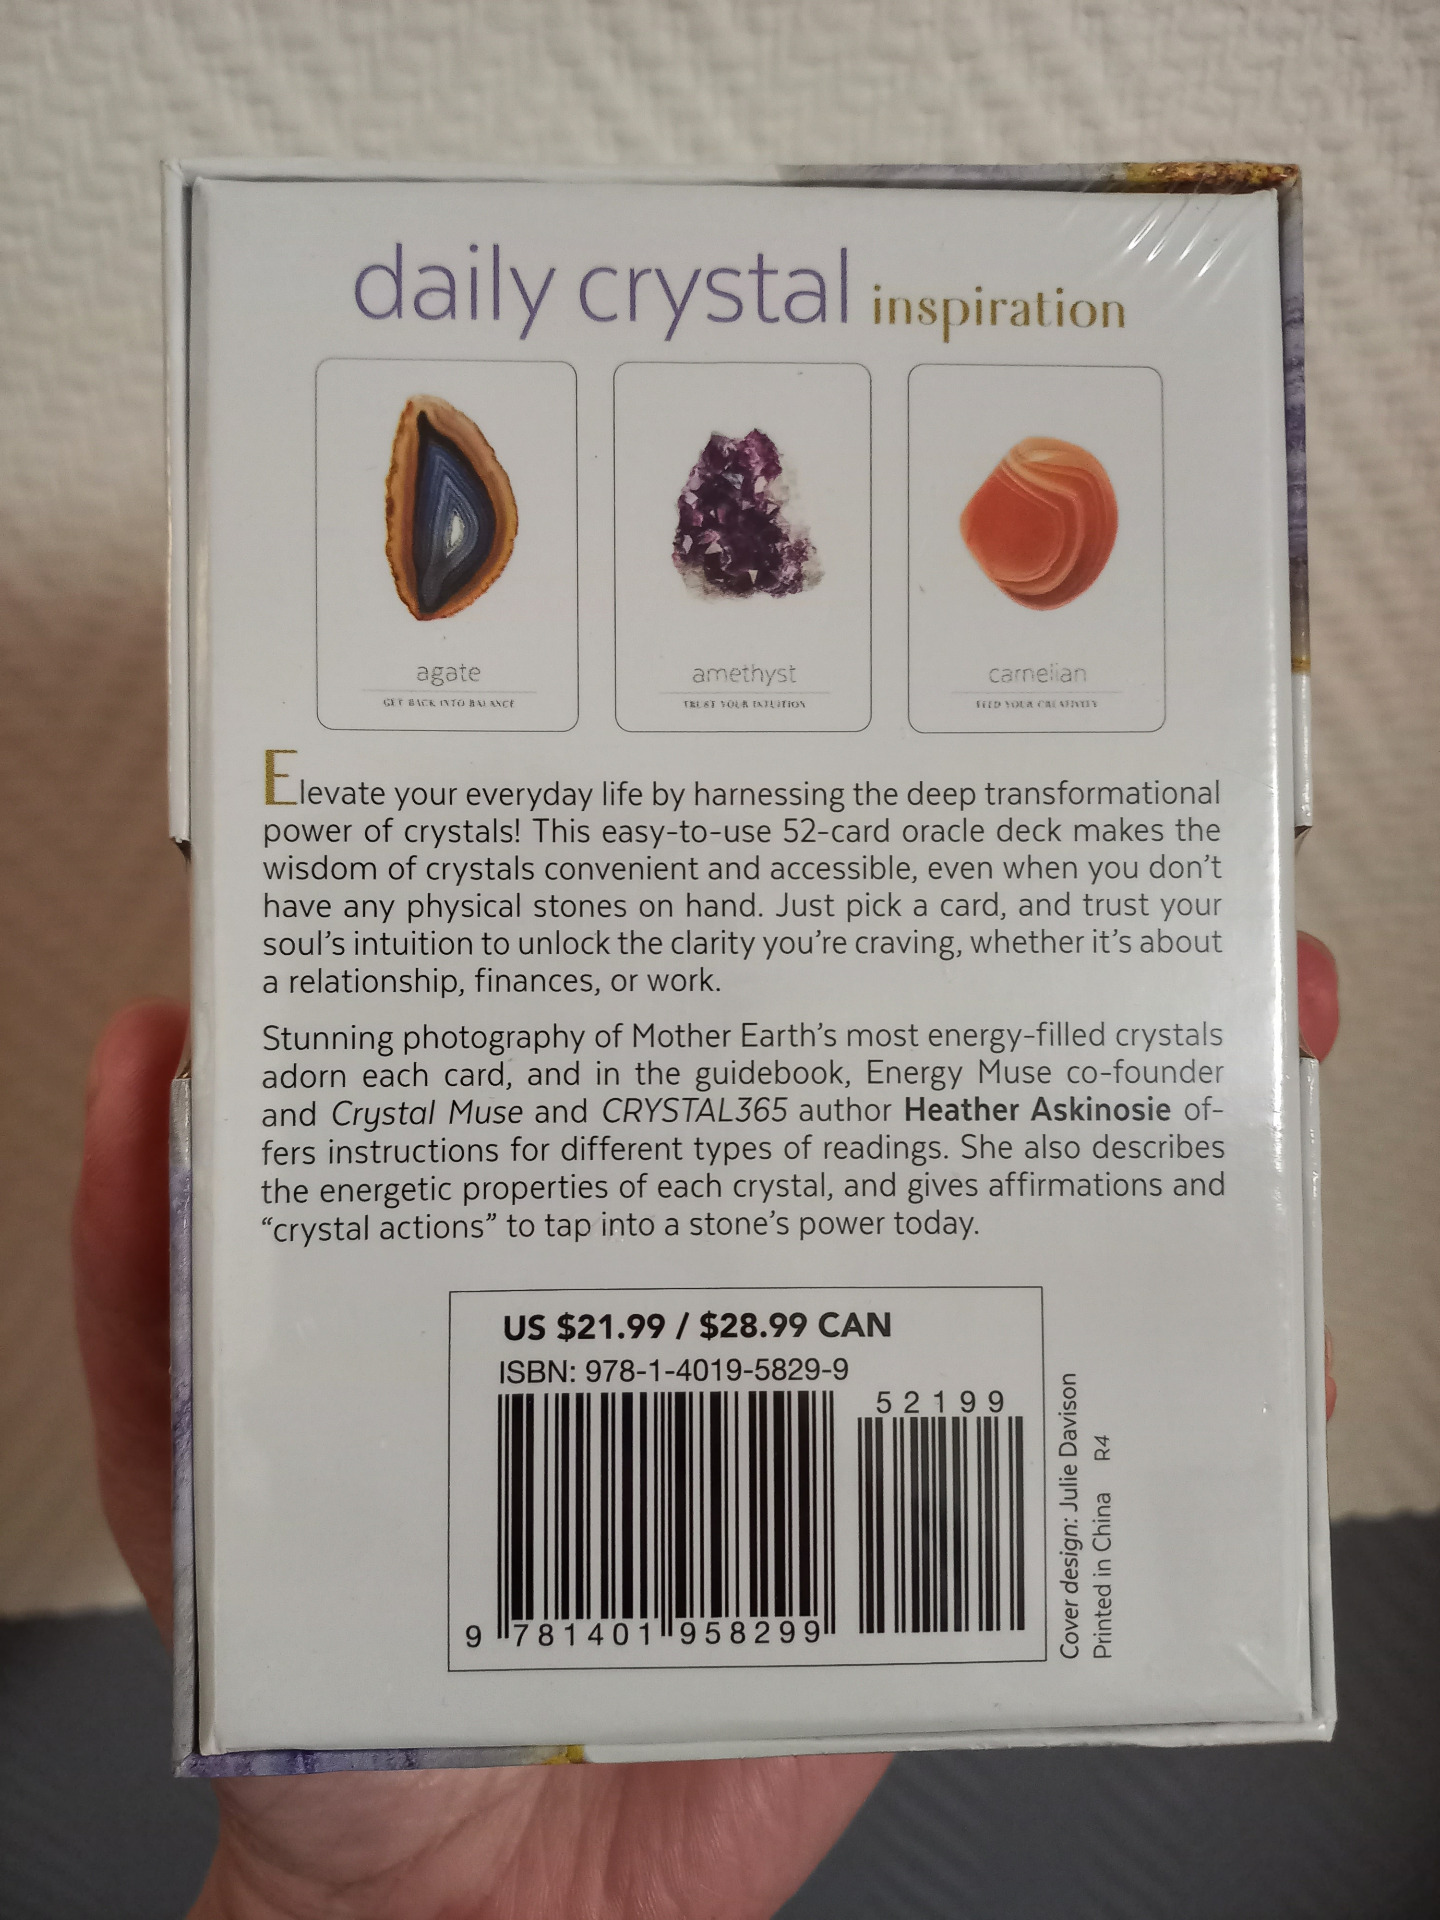 daily crystal inspiration
agate
GET BACK INTO BALANCE
amethyst
TRUST YOUR INTUITION
carnelian
FEED YOUR CREATIVITY
Elevate your everyday life by harnessing the deep transformational
power of crystals! This easy-to-use 52-card oracle deck makes the
wisdom of crystals convenient and accessible, even when you don't
have any physical stones on hand. Just pick a card, and trust your
soul's intuition to unlock the clarity you're craving, whether it's about
a relationship, finances, or work.
Stunning photography of Mother Earth's most energy-filled crystals
adorn each card, and in the guidebook, Energy Muse co-founder
and Crystal Muse and CRYSTAL365 author Heather Askinosie of-
fers instructions for different types of readings. She also describes
the energetic properties of each crystal, and gives affirmations and
“crystal actions” to tap into a stone's power today.
US $21.99 / $28.99 CAN
ISBN: 978-1-4019-5829-9
52199
9 781401 958299
Cover design: Julie Davison
Printed in China R4